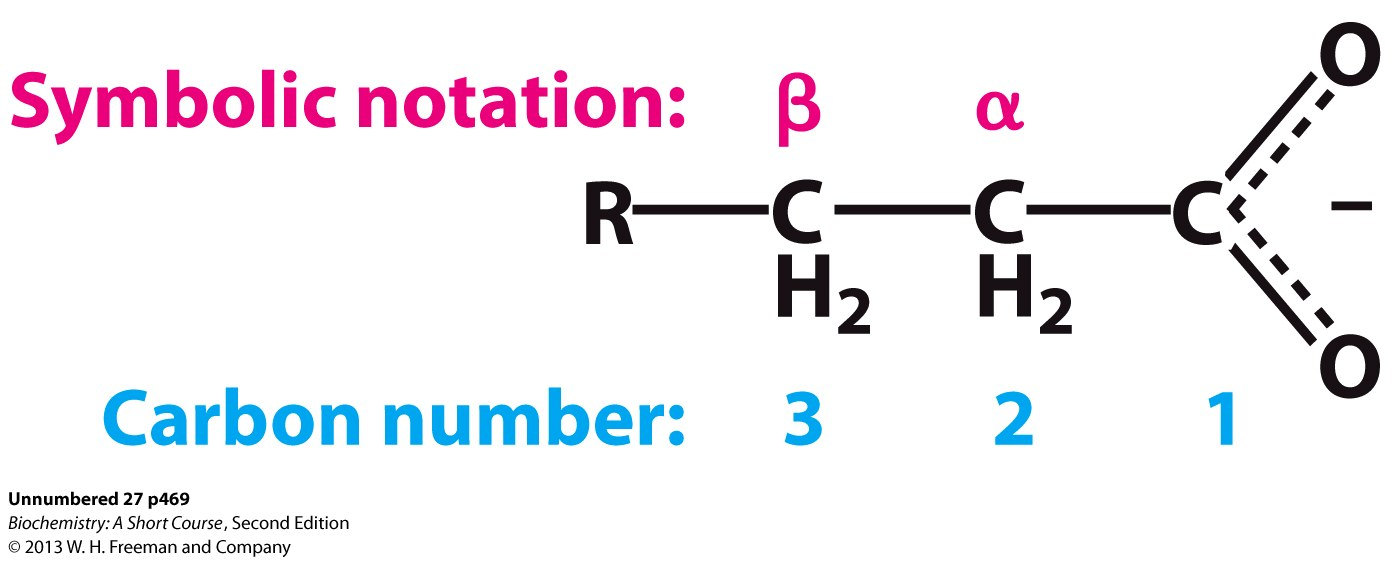 Symbolic notation: β α
O
R C C C –
H2 H2
O
Carbon number: 3 2 1
Unnumbered 27 p469
Biochemistry: A Short Course, Second Edition
© 2013 W. H. Freeman and Company